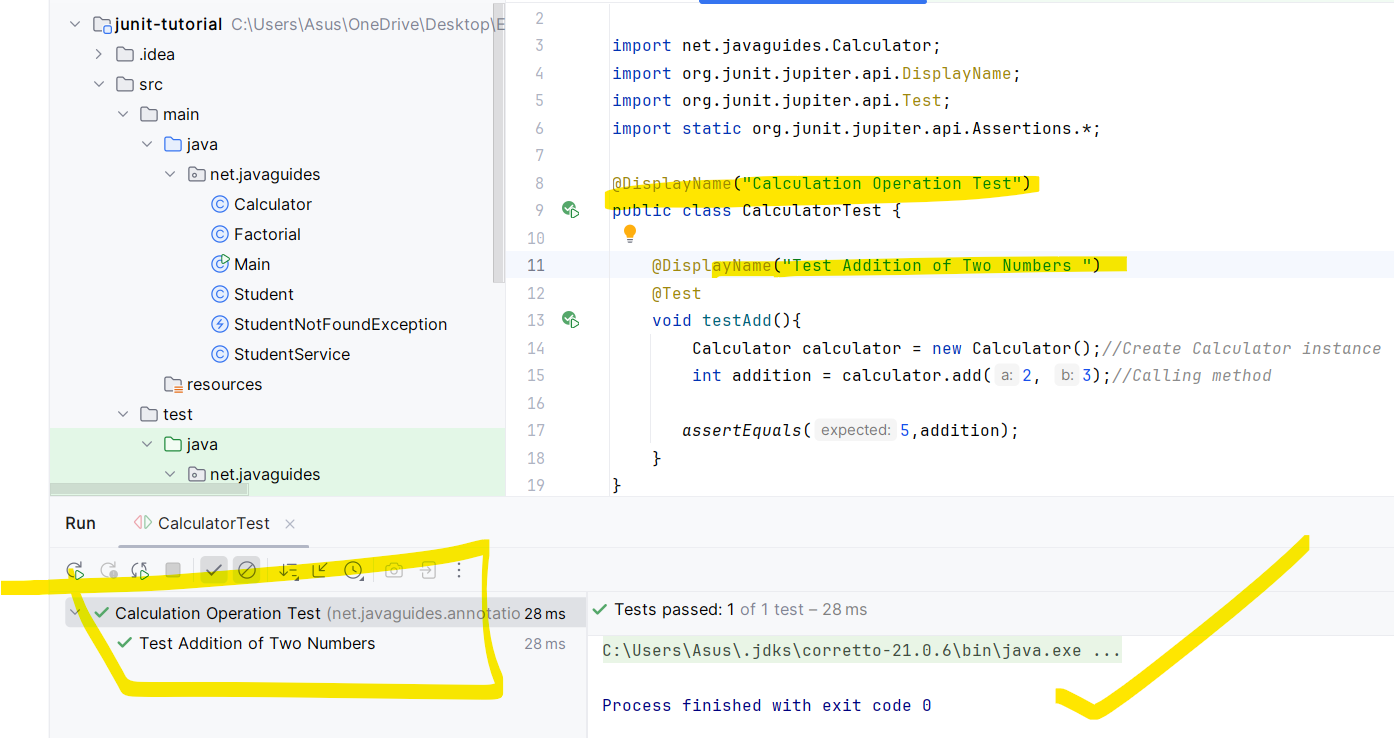 junit-tutorial C:\Users\Asus\OneDrive\Desktop\E
.idea
src
main
java
net.javaguides
Calculator
Factorial
Main
Student
StudentNotFoundException
StudentService
resources
test
java
net.javaguides
2
3 import net.javaguides.Calculator;
4 import org.junit.jupiter.api.DisplayName;
5 import org.junit.jupiter.api.Test;
6 import static org.junit.jupiter.api.Assertions.*;
7
8 @DisplayName("Calculation Operation Test")
9 public class CalculatorTest {
10
11 @DisplayName("Test Addition of Two Numbers ")
12 @Test
13 void testAdd(){
14 Calculator calculator = new Calculator();//Create Calculator instance
15 int addition = calculator.add( a: 2, b: 3);//Calling method
16
17 assertEquals( expected: 5,addition);
18 }
19 }
Run CalculatorTest
Calculation Operation Test (net.javaguides.annotatio 28 ms
Test Addition of Two Numbers 28 ms
Tests passed: 1 of 1 test – 28 ms
C:\Users\Asus\.jdks\corretto-21.0.6\bin\java.exe ...
Process finished with exit code 0